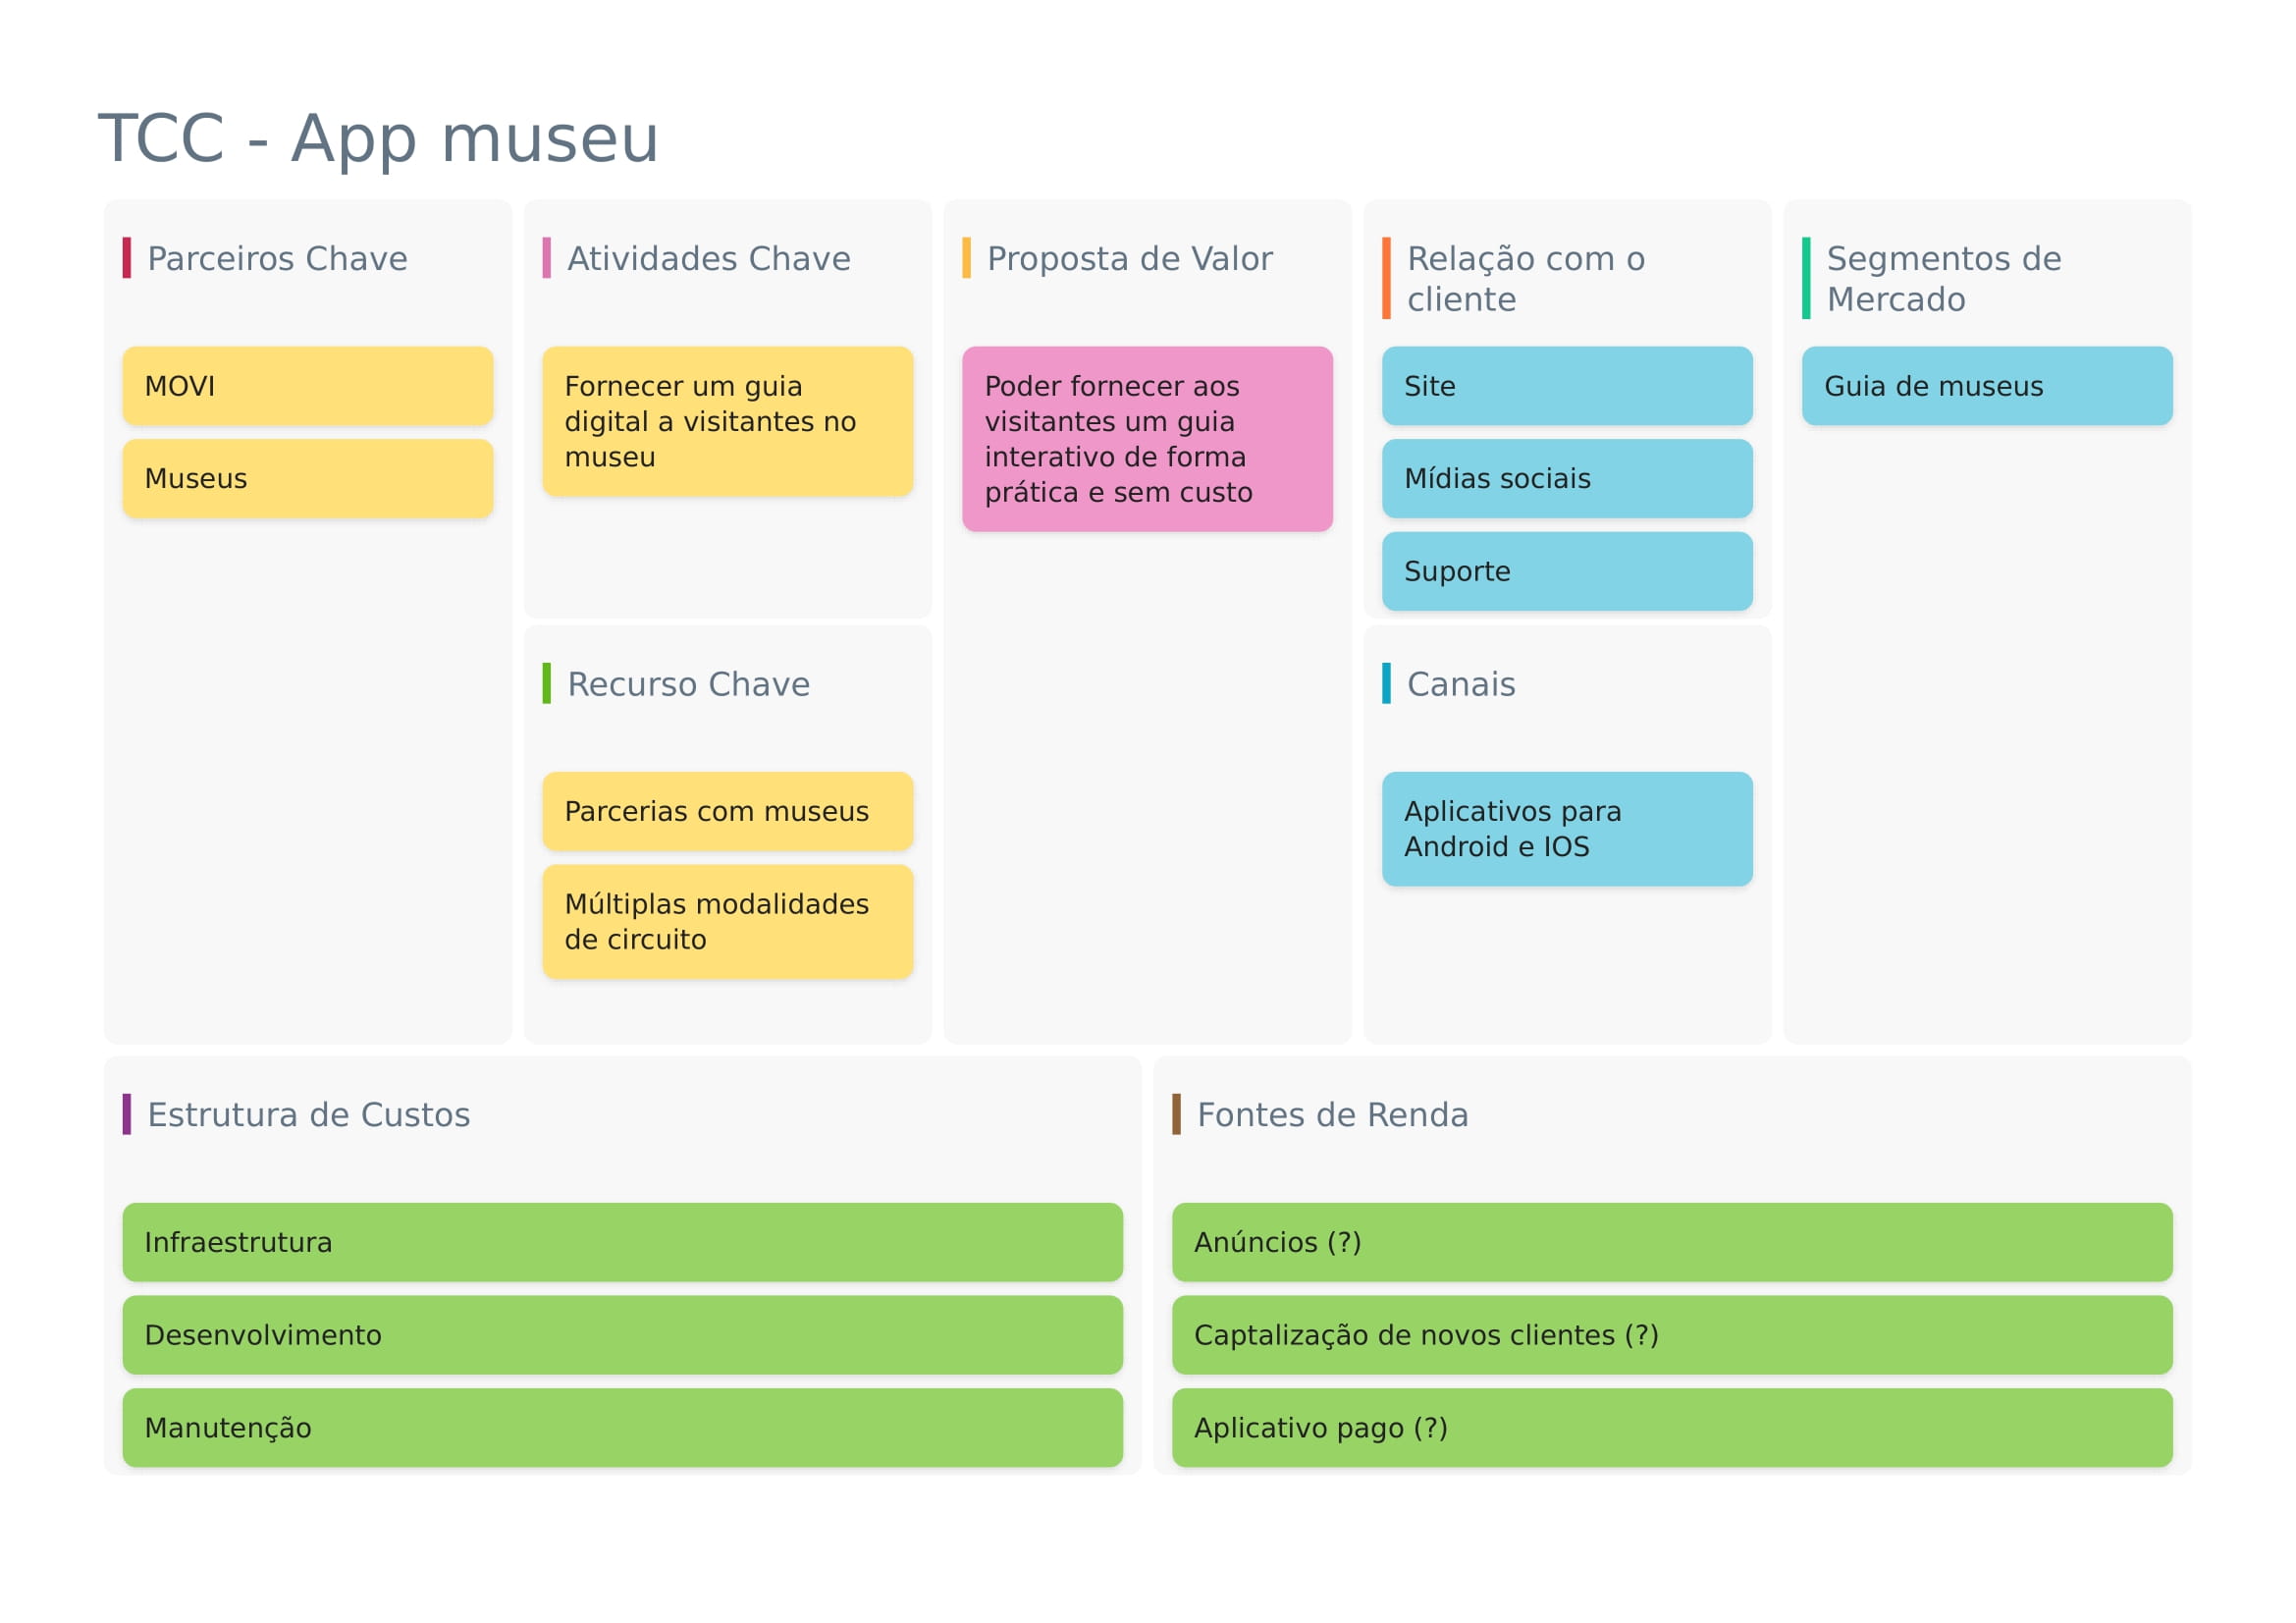 TCC - App museu
Parceiros Chave
MOVI
Museus
Atividades Chave
Fornecer um guia
digital a visitantes no
museu
Recurso Chave
Parcerias com museus
Múltiplas modalidades
de circuito
Proposta de Valor
Poder fornecer aos
visitantes um guia
interativo de forma
prática e sem custo
Relação com o
cliente
Site
Mídias sociais
Suporte
Canais
Aplicativos para
Android e IOS
Segmentos de
Mercado
Guia de museus
Estrutura de Custos
Infraestrutura
Desenvolvimento
Manutenção
Fontes de Renda
Anúncios (?)
Captalização de novos clientes (?)
Aplicativo pago (?)